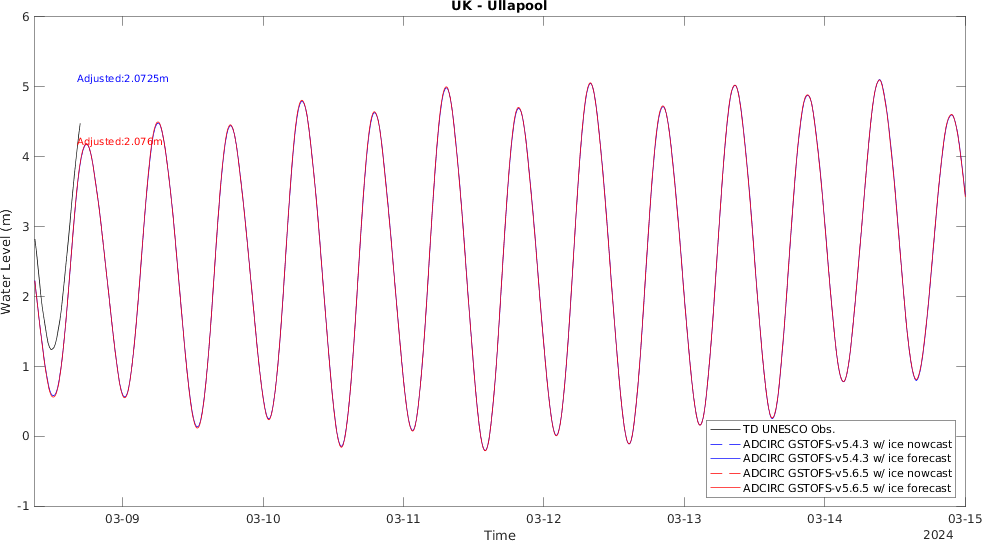 UK - Ullapool
6
5
4
3
2
1
0
-1
Water Level (m)
Adjusted:2.0725m
Adjusted:2.076m
TD UNESCO Obs.
ADCIRC GSTOFS-v5.4.3 w/ ice nowcast
ADCIRC GSTOFS-v5.4.3 w/ ice forecast
ADCIRC GSTOFS-v5.6.5 w/ ice nowcast
ADCIRC GSTOFS-v5.6.5 w/ ice forecast
03-09 03-10 03-11 03-12 03-13 03-14 03-15
Time
2024